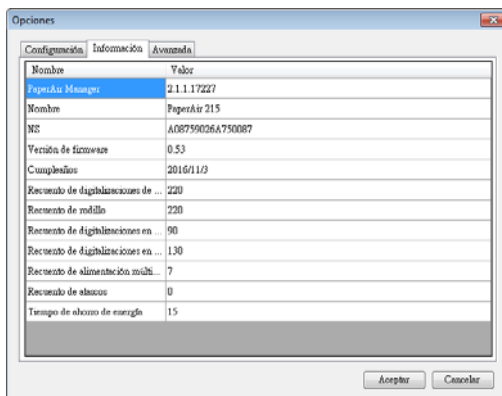 Opciones
Configuración Información Avanzada
Nombre Valor
PaperAir Manager 2.1.1.17227
Nombre PaperAir 215
NS A08759026A750087
Versión de firmware 0.53
Cumpleaños 2016/11/3
Recuento de digitalizaciones de ... 220
Recuento de rodillo 220
Recuento de digitalizaciones en ... 90
Recuento de digitalizaciones en ... 130
Recuento de alimentación múlti... 7
Recuento de atascos 0
Tiempo de ahorro de energía 15
Aceptar Cancelar